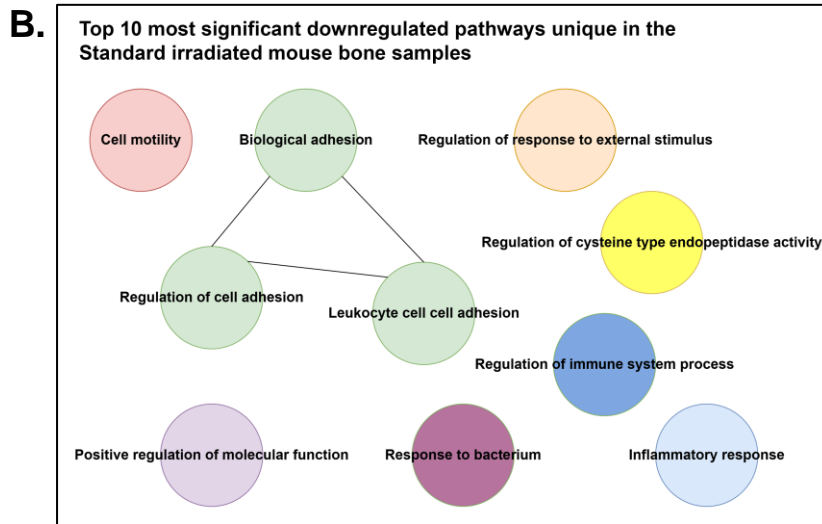 B.
Top 10 most significant downregulated pathways unique in the
Standard irradiated mouse bone samples
Cell motility
Biological adhesion
Regulation of response to external stimulus
Regulation of cysteine type endopeptidase activity
Regulation of cell adhesion
Leukocyte cell cell adhesion
Regulation of immune system process
Positive regulation of molecular function
Response to bacterium
Inflammatory response